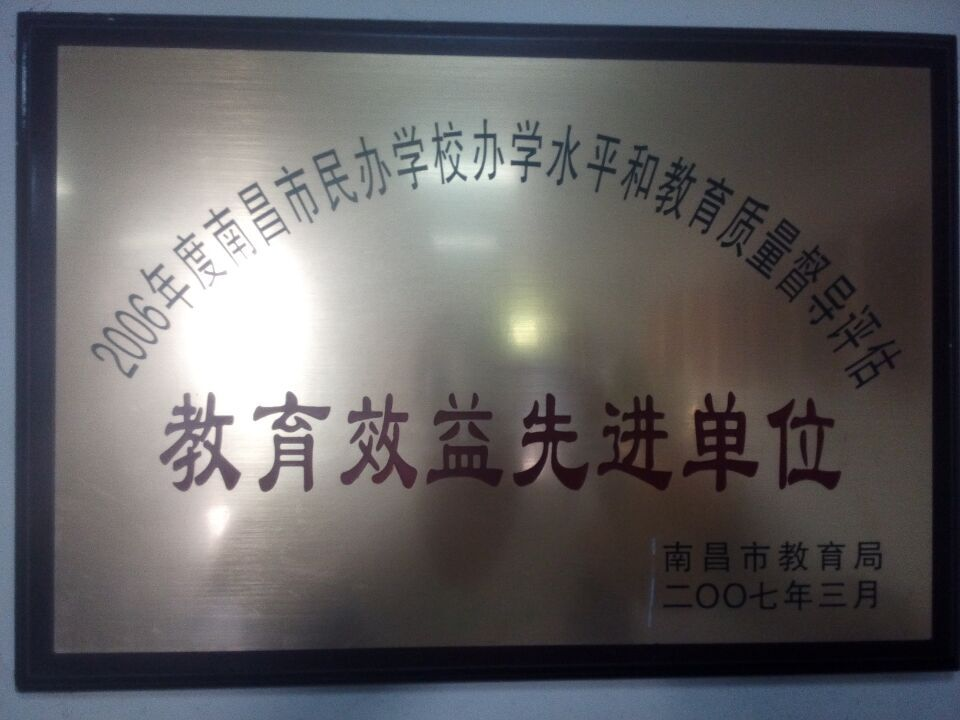 2006年度南昌市民办学校办学水平和教育质量督导评估
教育效益先进单位
南昌市教育局
二〇〇七年三月